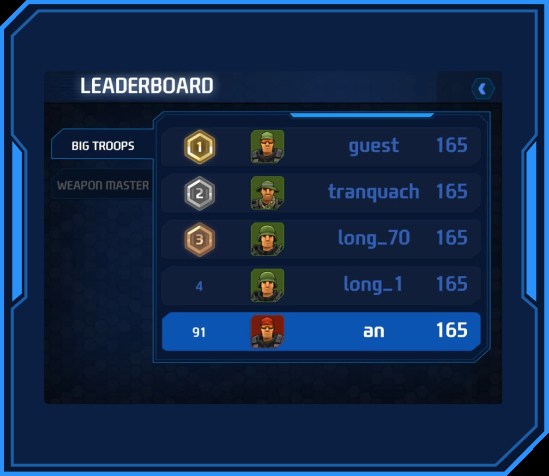 LEADERBOARD
BIG TROOPS
WEAPON MASTER
1 guest 165
2 tranquach 165
3 long_70 165
4 long_1 165
91 an 165